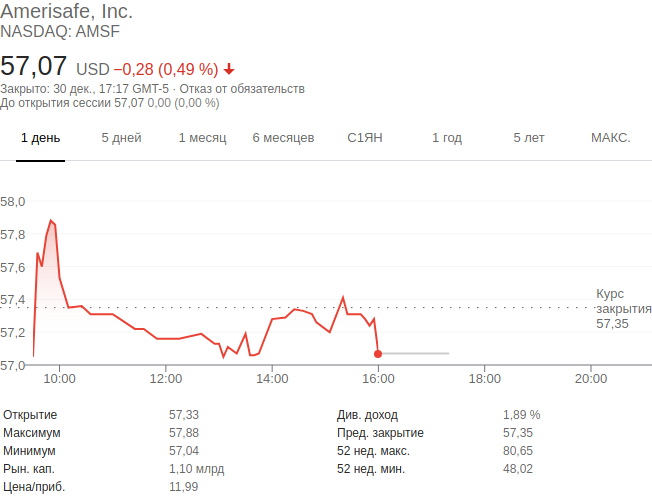 Amerisafe, Inc.
NASDAQ: AMSF
57,07 USD −0,28 (0,49 %)
Закрыто: 30 дек., 17:17 GMT-5 · Отказ от обязательств
До открытия сессии 57,07 0,00 (0,00 %)
1 день 5 дней 1 месяц 6 месяцев С1ЯН 1 год 5 лет МАКС.
58,0
57,8
57,6
57,4
57,2
57,0
Курс
закрытия
57,35
10:00 12:00 14:00 16:00 18:00 20:00
Открытие 57,33 Див. доход 1,89 %
Максимум 57,88 Пред. закрытие 57,35
Минимум 57,04 52 нед. макс. 80,65
Рын. кап. 1,10 млрд 52 нед. мин. 48,02
Цена/приб. 11,99